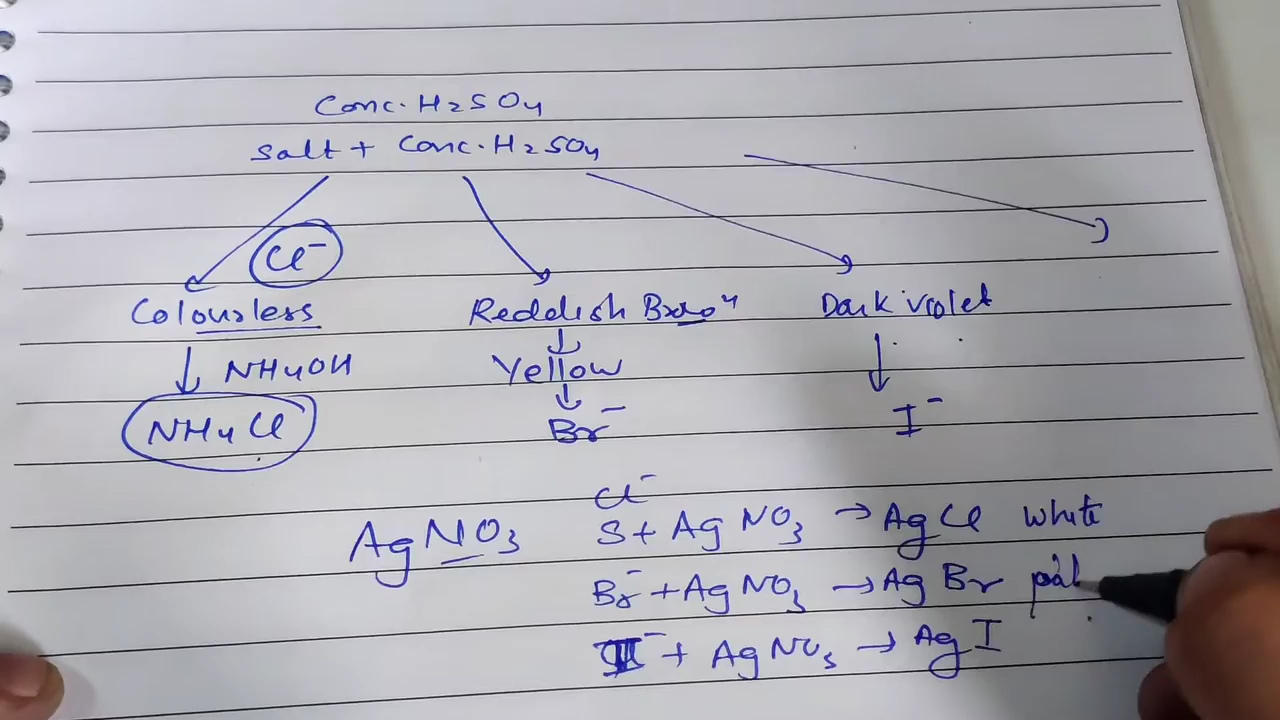 Conc. H2SO4
Salt + Conc. H2SO4
Cl-
Colourless Reddish Brown Dark violet
NH4OH Yellow
NH4Cl Br- I-
Cl-
AgNO3 S + AgNO3 → AgCl white
Br- + AgNO3 → AgBr pal
I- + AgNO3 → AgI